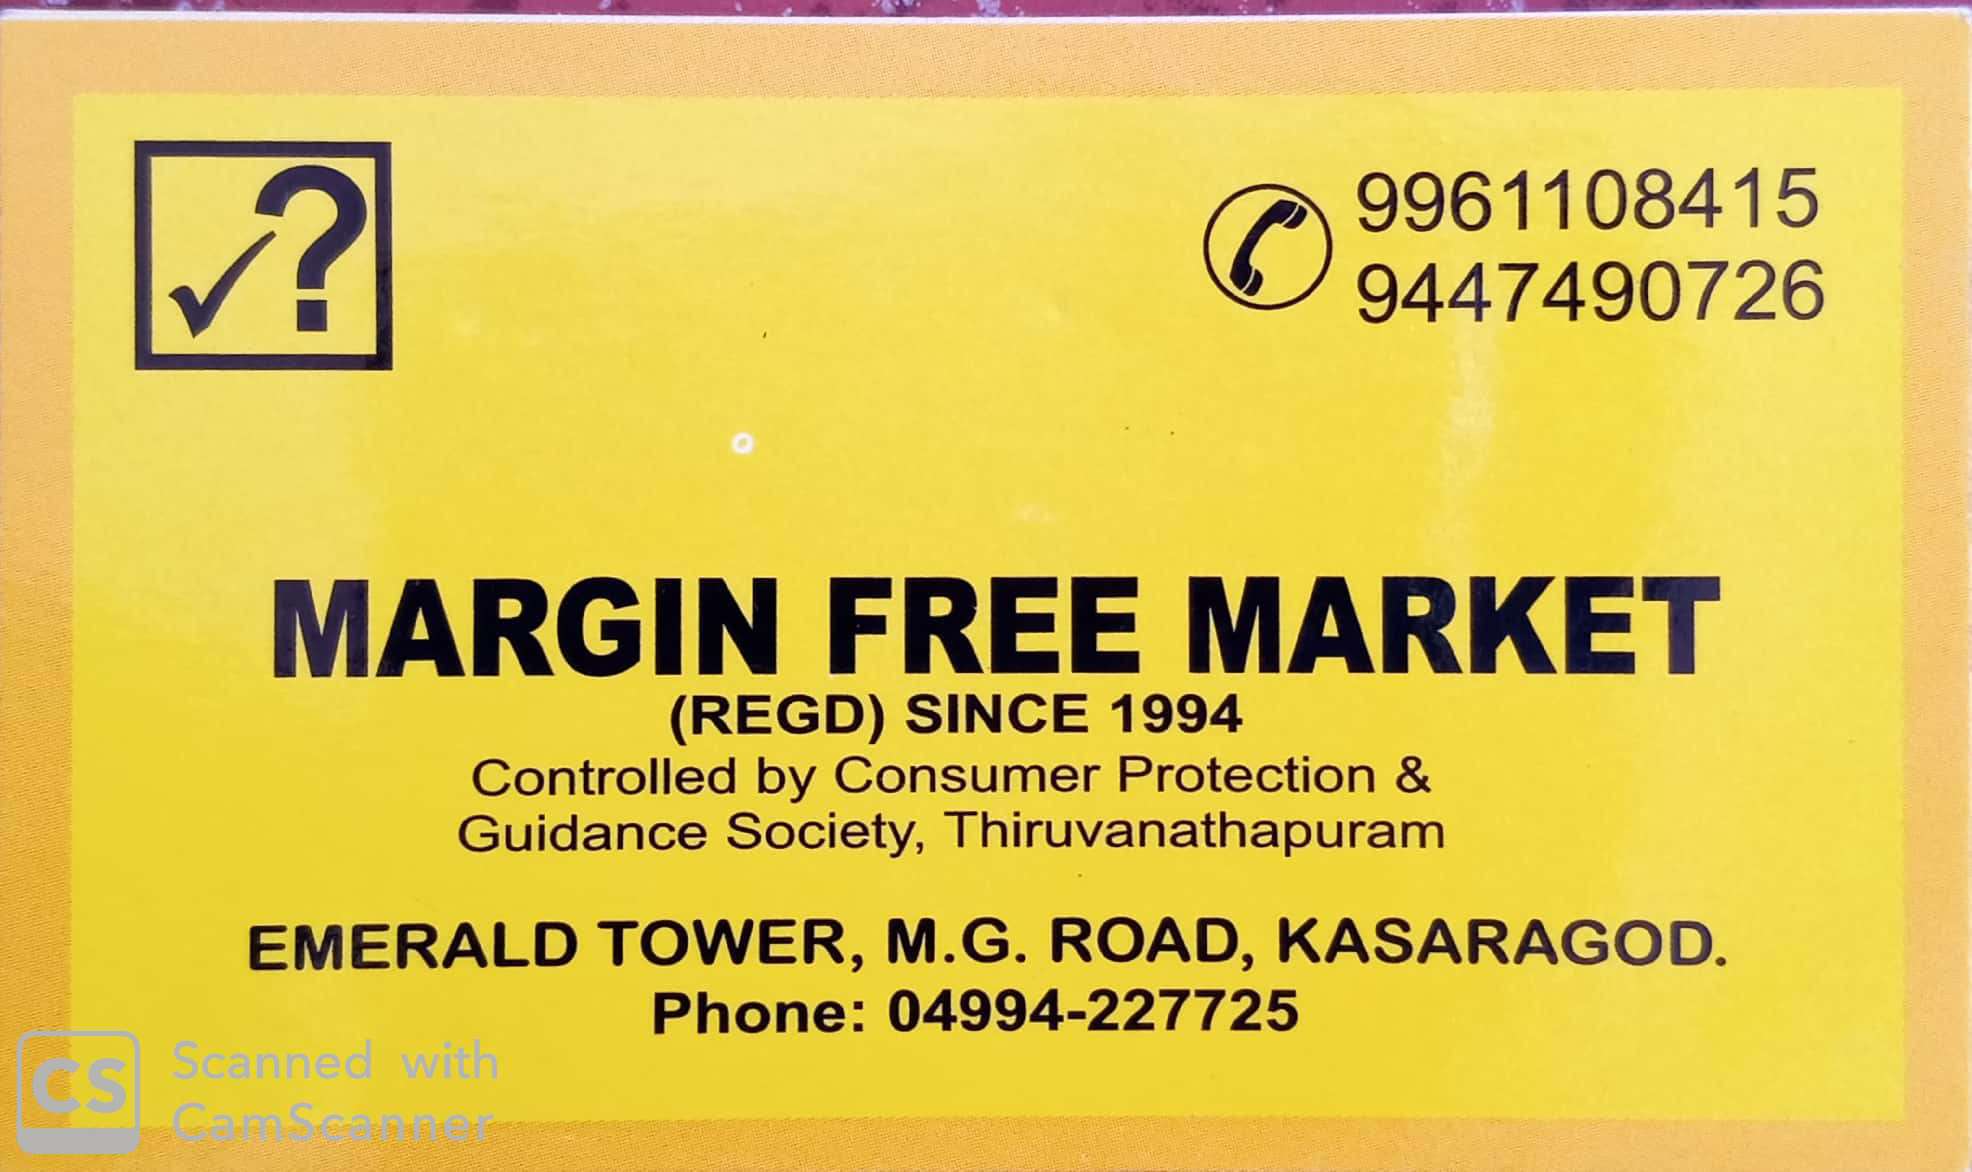 9961108415
9447490726
MARGIN FREE MARKET
(REGD) SINCE 1994
Controlled by Consumer Protection &
Guidance Society, Thiruvanathapuram
EMERALD TOWER, M.G. ROAD, KASARAGOD.
Phone: 04994-227725
CS
Scanned with
CamScanner